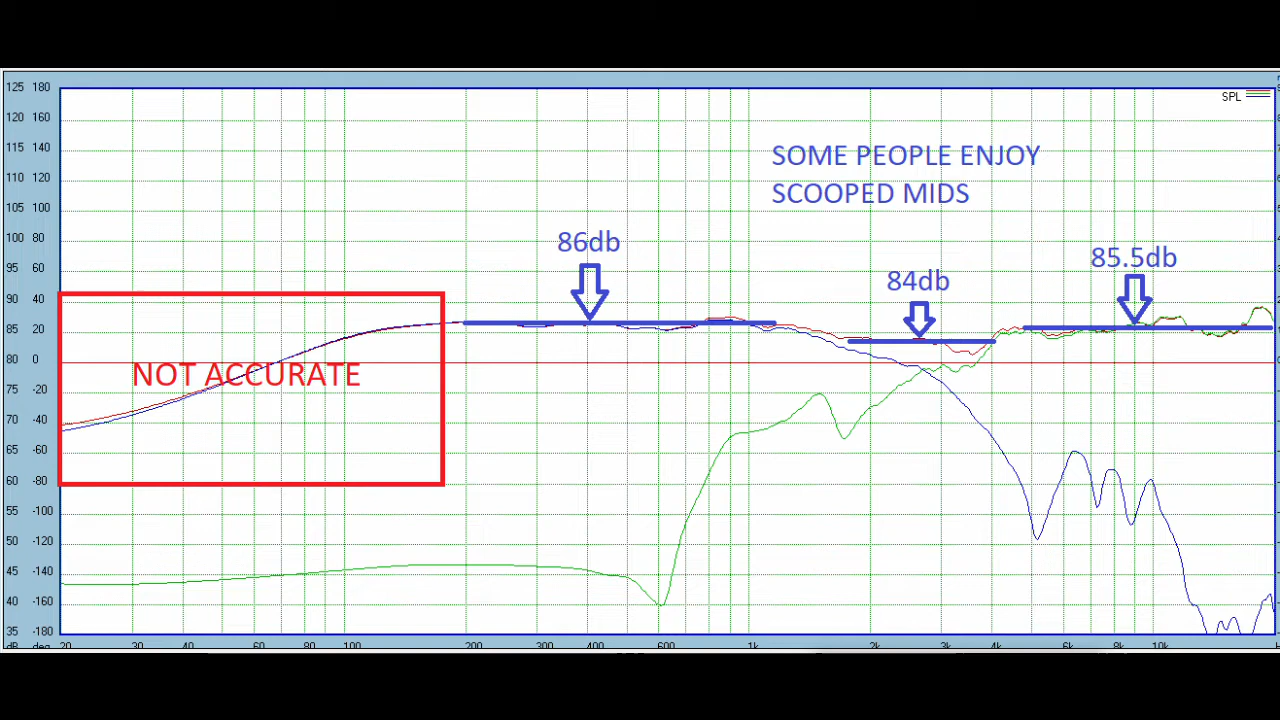 SPL
SOME PEOPLE ENJOY
SCOOPED MIDS
86db
84db
85.5db
NOT ACCURATE
125 180
120 160
115 140
110 120
105 100
100 80
95 60
90 40
85 20
80 0
75 -20
70 -40
65 -60
60 -80
55 -100
50 -120
45 -140
40 -160
35 -180
dB deg 20 30 60 100 200 300 400 600 1k 2k 3k 4k 6k 8k 10k